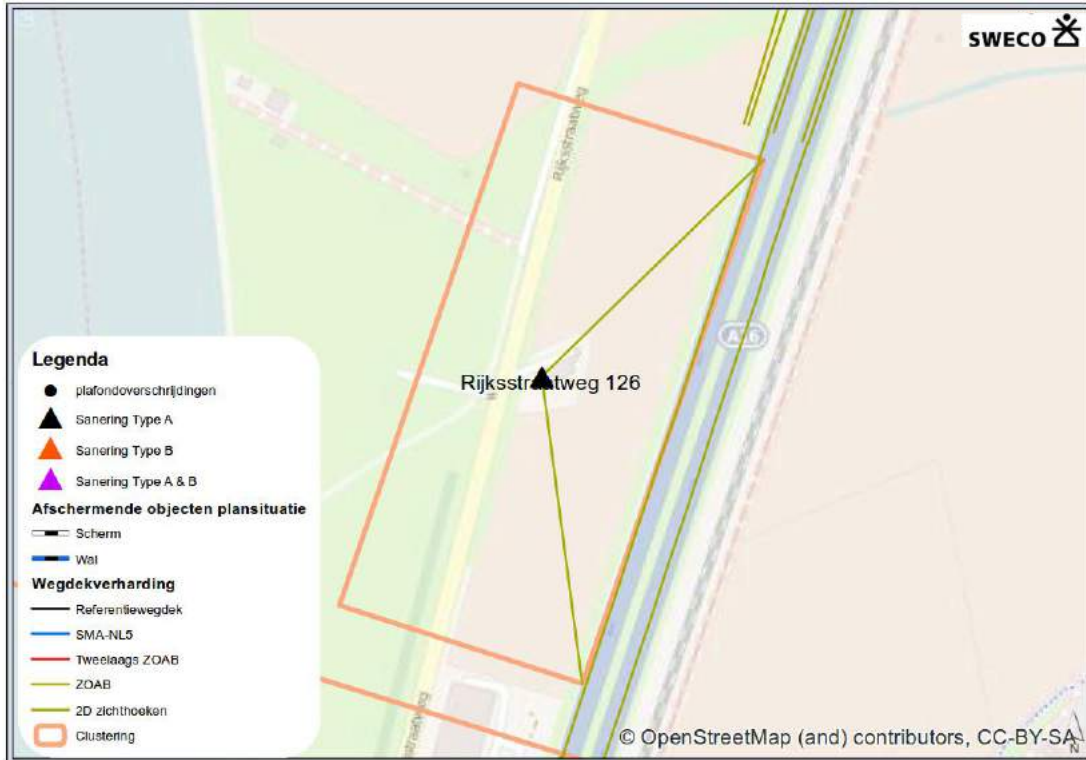 SWECO
Rijksstraatweg
Rijksstraatweg 126
Legenda
plafondoverschrijdingen
Sanering Type A
Sanering Type B
Sanering Type A & B
Afschermende objecten plansituatie
Scherm
Wal
Wegdekverharding
Referentiewegdek
SMA-NL5
Tweelaags ZOAB
ZOAB
2D zichthoeken
Clustering
straatweg
© OpenStreetMap (and) contributors, CC-BY-SA